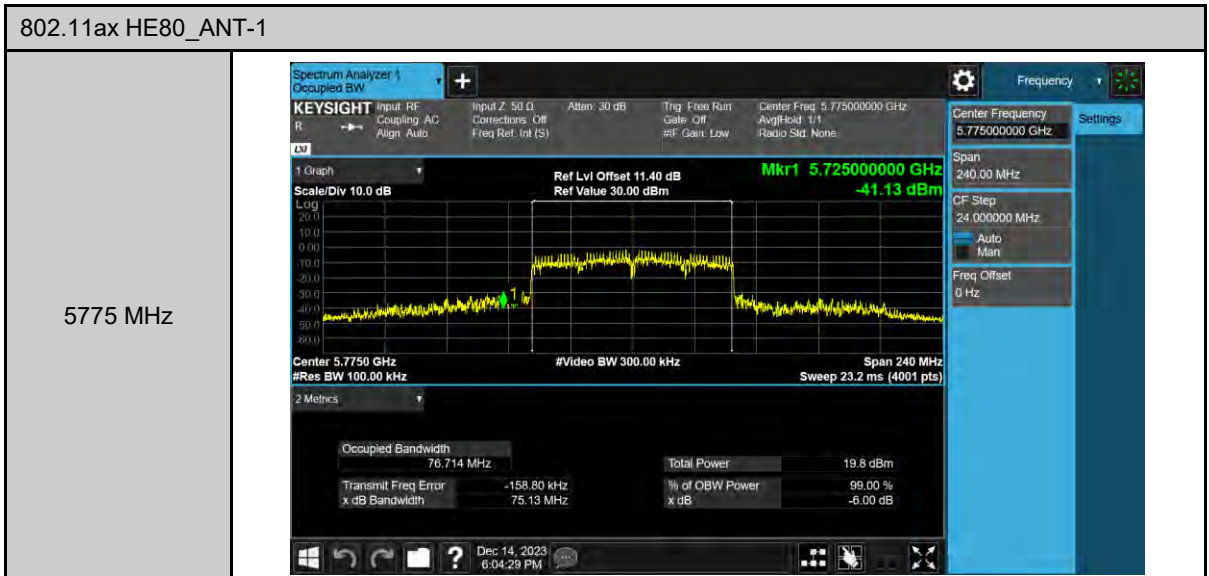 802.11ax HE80_ANT-1
5775 MHz
Spectrum Analyzer 1
Occupied BW
+
Frequency
KEYSIGHT
R
LXI
Input: RF
Coupling: AC
Align: Auto
Input Z: 50 Ω
Corrections: Off
Freq Ref: Int (S)
Atten: 30 dB
Trig: Free Run
Gate: Off
#IF Gain: Low
Center Freq: 5.775000000 GHz
Avg|Hold: 1/1
Radio Std: None
1 Graph
Scale/Div 10.0 dB
Ref Lvl Offset 11.40 dB
Ref Value 30.00 dBm
Mkr1 5.725000000 GHz
-41.13 dBm
Log
20.0
10.0
0.00
-10.0
-20.0
-30.0
-40.0
-50.0
-60.0
1
Center 5.7750 GHz
#Res BW 100.00 kHz
#Video BW 300.00 kHz
Span 240 MHz
Sweep 23.2 ms (4001 pts)
2 Metrics
Occupied Bandwidth
76.714 MHz
Total Power 19.8 dBm
Transmit Freq Error -158.80 kHz
% of OBW Power 99.00 %
x dB Bandwidth 75.13 MHz
x dB -6.00 dB
Center Frequency
5.775000000 GHz
Settings
Span
240.00 MHz
CF Step
24.000000 MHz
Auto
Man
Freq Offset
0 Hz
?
Dec 14, 2023
6:04:29 PM